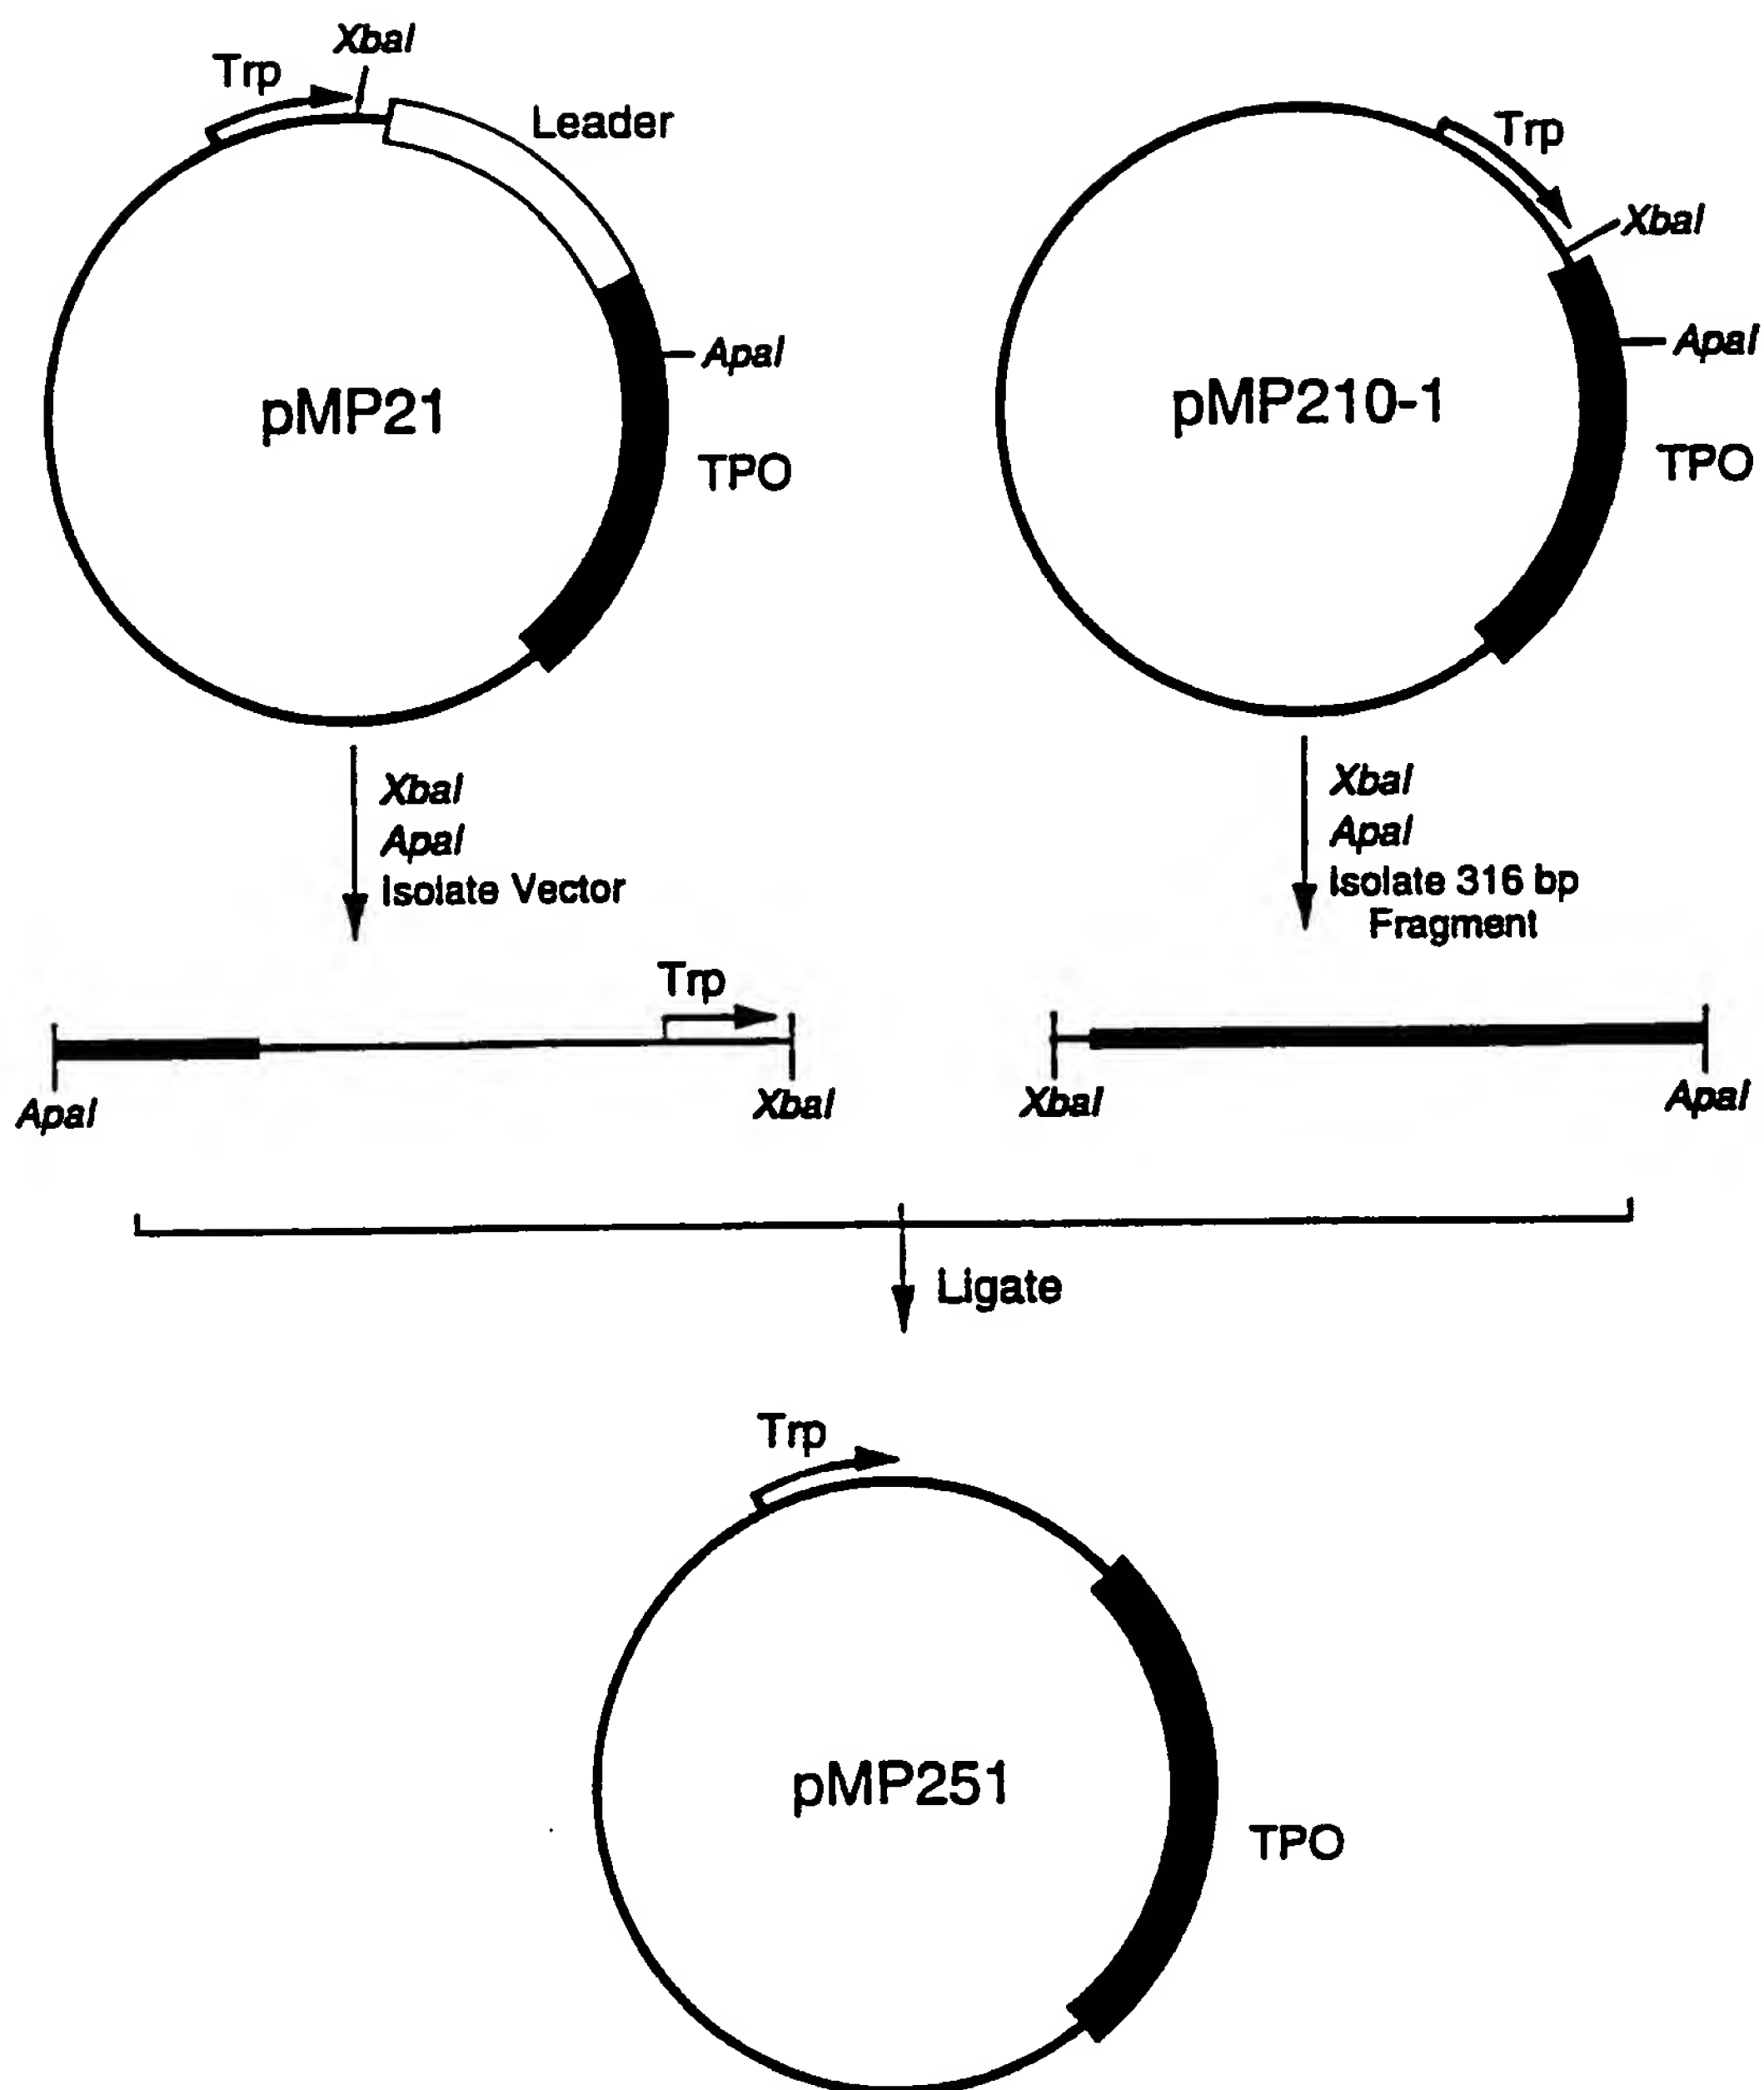 XbaI
Trp
Leader
ApaI
pMP21
TPO
Trp
XbaI
ApaI
pMP210-1
TPO
XbaI
ApaI
Isolate Vector
XbaI
ApaI
Isolate 316 bp
Fragment
Trp
ApaI
XbaI
XbaI
ApaI
Ligate
Trp
pMP251
TPO